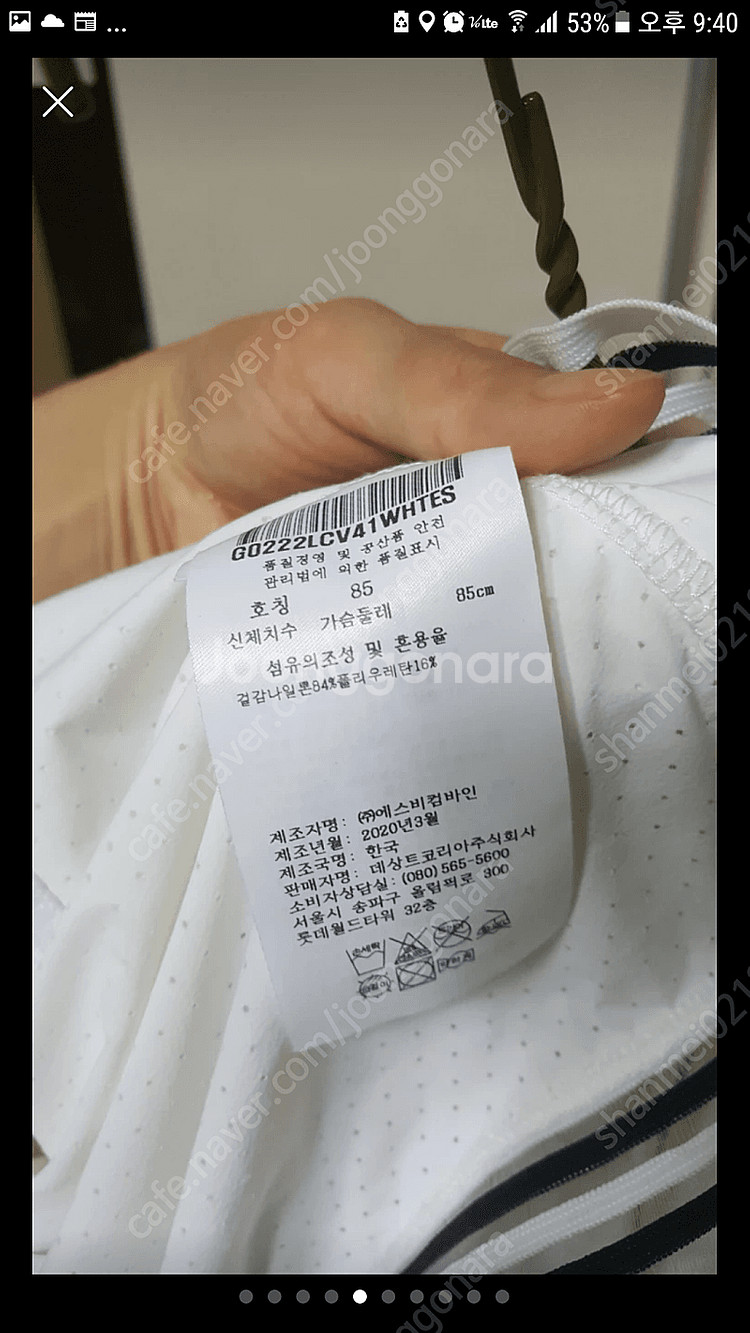 53% 오후 9:40
G0222LCV41WHTES
품질경영 및 공산품 안전
관리법에 의한 품질표시
호칭 85
신체치수 가슴둘레 85cm
섬유의조성 및 혼용율
겉감나일론84%폴리우레탄16%
제조자명: ㈜에스비컴바인
제조년월: 2020년3월
제조국명: 한국
판매자명: 데상트코리아주식회사
소비자상담실: (080) 565-5600
서울시 송파구 올림픽로 300
롯데월드타워 32층
손세탁
joonggonara
cafe.naver.com/joonggonara
shanmei021